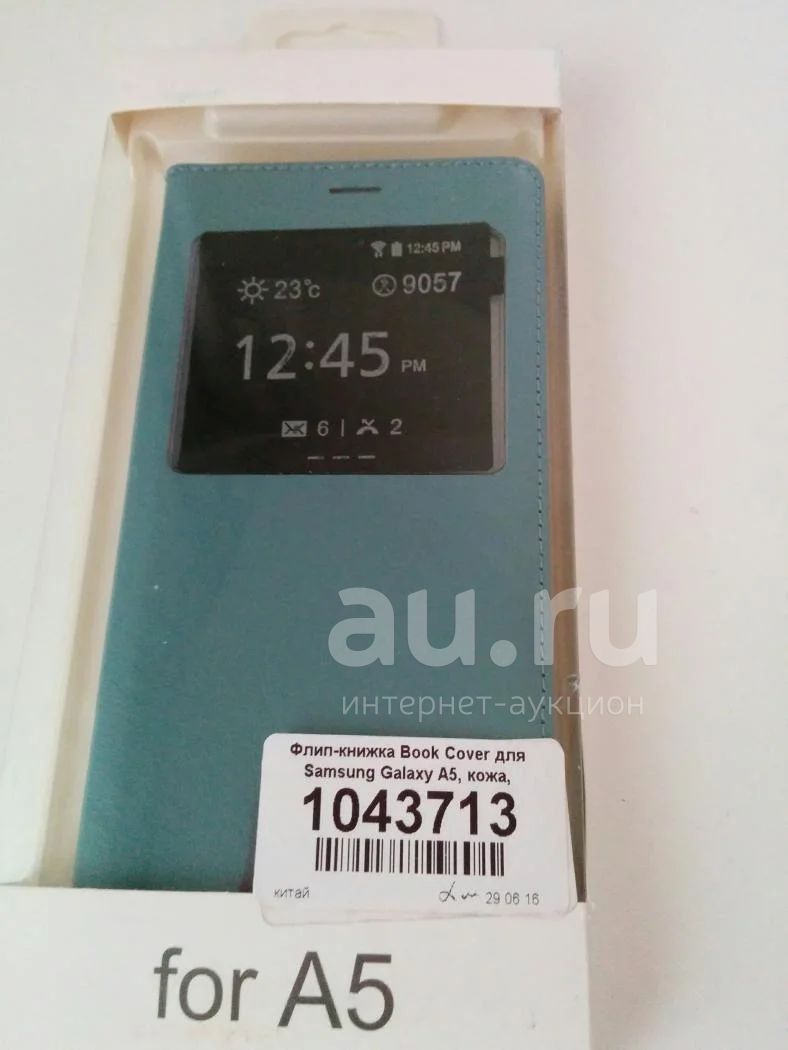 12:45 PM
23°c 9057
12:45 PM
6 | 2
au.ru
интернет-аукцион
Флип-книжка Book Cover для
Samsung Galaxy A5, кожа,
1043713
китай 29 06 16
for A5